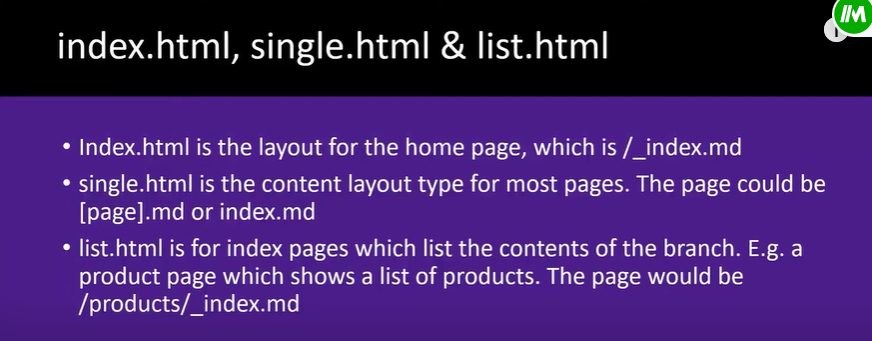 index.html, single.html & list.html
• Index.html is the layout for the home page, which is /_index.md
• single.html is the content layout type for most pages. The page could be
[page].md or index.md
• list.html is for index pages which list the contents of the branch. E.g. a
product page which shows a list of products. The page would be
/products/_index.md